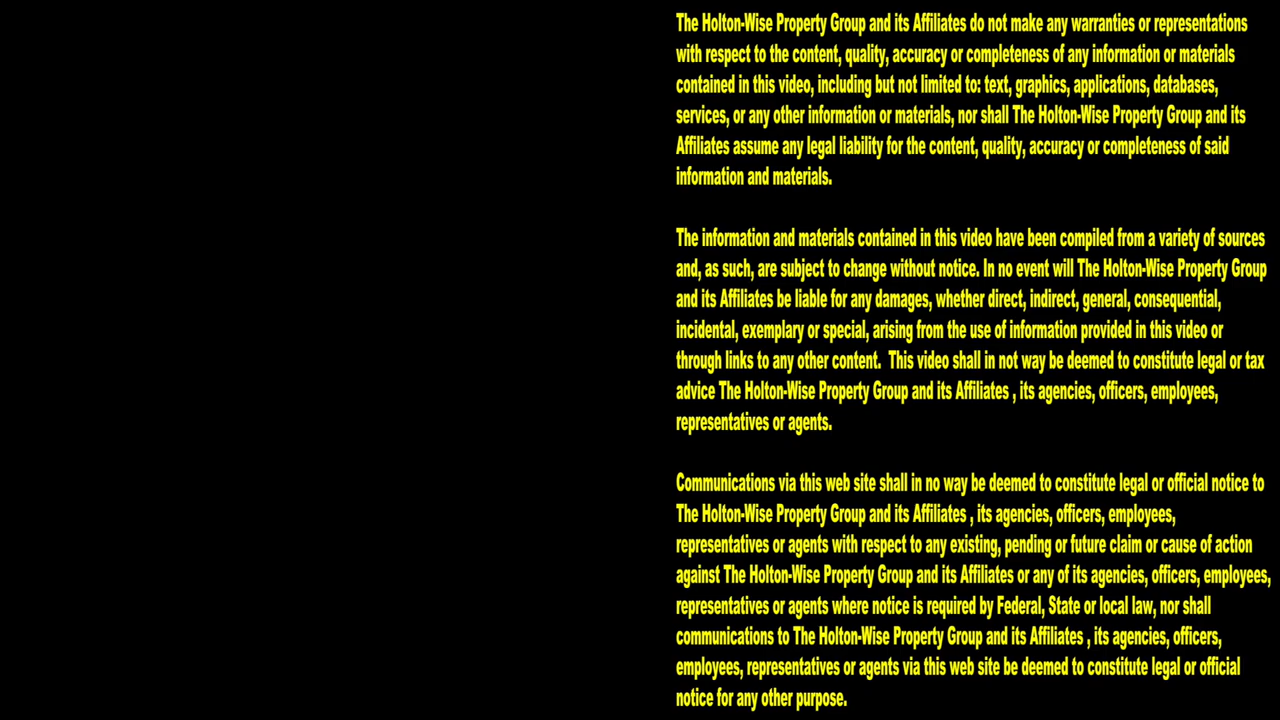 The Holton-Wise Property Group and its Affiliates do not make any warranties or representations
with respect to the content, quality, accuracy or completeness of any information or materials
contained in this video, including but not limited to: text, graphics, applications, databases,
services, or any other information or materials, nor shall The Holton-Wise Property Group and its
Affiliates assume any legal liability for the content, quality, accuracy or completeness of said
information and materials.
The information and materials contained in this video have been compiled from a variety of sources
and, as such, are subject to change without notice. In no event will The Holton-Wise Property Group
and its Affiliates be liable for any damages, whether direct, indirect, general, consequential,
incidental, exemplary or special, arising from the use of information provided in this video or
through links to any other content.  This video shall in not way be deemed to constitute legal or tax
advice The Holton-Wise Property Group and its Affiliates , its agencies, officers, employees,
representatives or agents.
Communications via this web site shall in no way be deemed to constitute legal or official notice to
The Holton-Wise Property Group and its Affiliates , its agencies, officers, employees,
representatives or agents with respect to any existing, pending or future claim or cause of action
against The Holton-Wise Property Group and its Affiliates or any of its agencies, officers, employees,
representatives or agents where notice is required by Federal, State or local law, nor shall
communications to The Holton-Wise Property Group and its Affiliates , its agencies, officers,
employees, representatives or agents via this web site be deemed to constitute legal or official
notice for any other purpose.